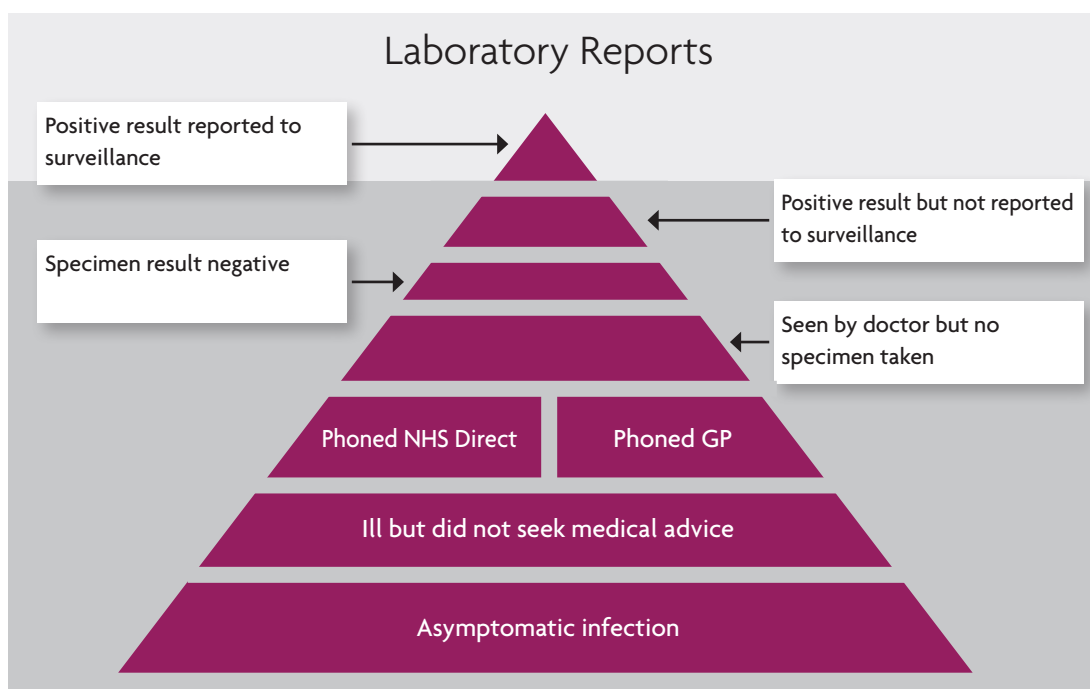 Laboratory Reports
Positive result reported to
surveillance
Positive result but not reported
to surveillance
Specimen result negative
Seen by doctor but no
specimen taken
Phoned NHS Direct
Phoned GP
Ill but did not seek medical advice
Asymptomatic infection